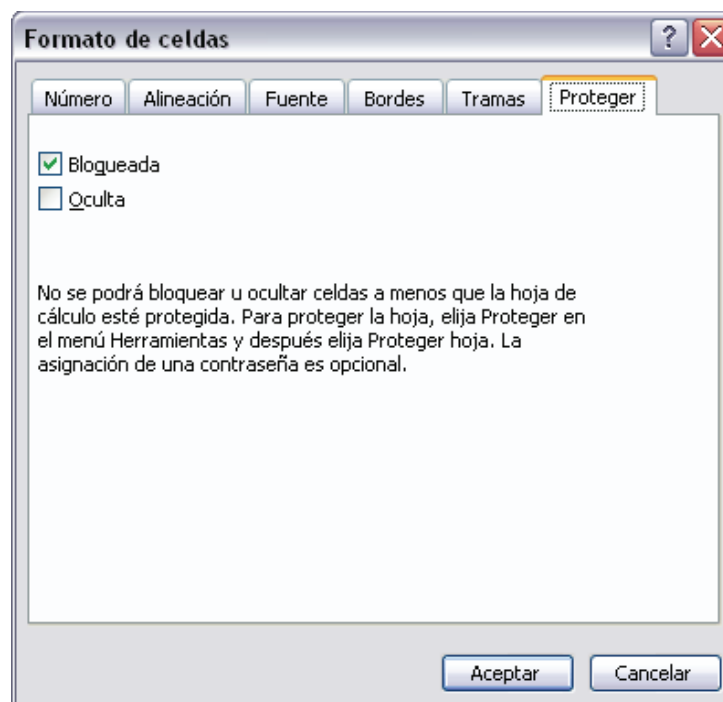 Formato de celdas
Número Alineación Fuente Bordes Tramas Proteger
Bloqueada
Oculta
No se podrá bloquear u ocultar celdas a menos que la hoja de
cálculo esté protegida. Para proteger la hoja, elija Proteger en
el menú Herramientas y después elija Proteger hoja. La
asignación de una contraseña es opcional.
Aceptar Cancelar